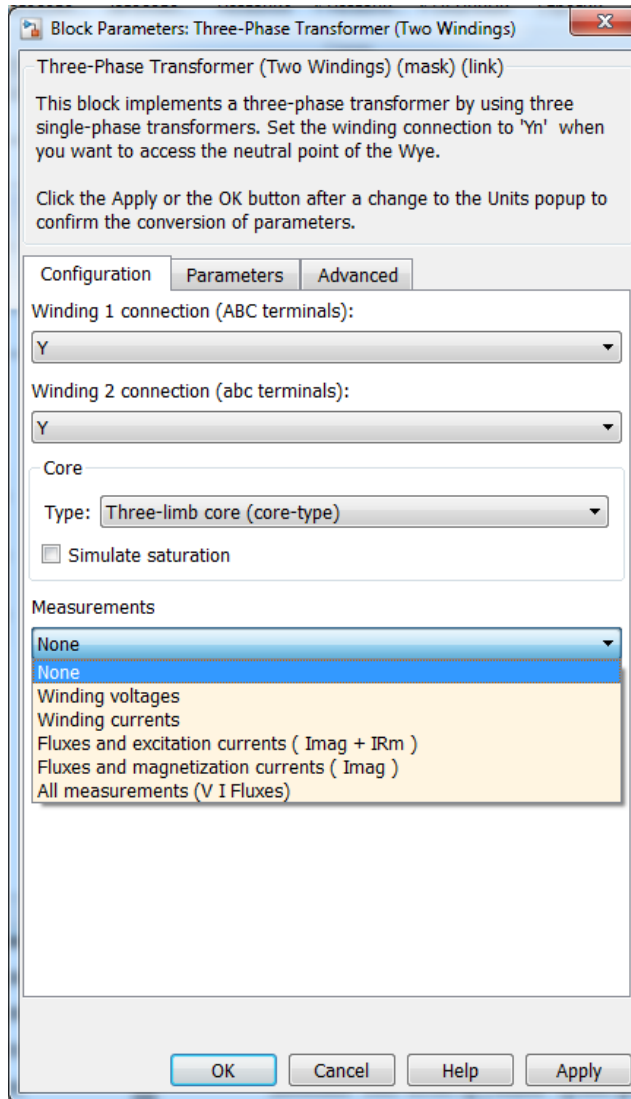 Block Parameters: Three-Phase Transformer (Two Windings)
Three-Phase Transformer (Two Windings) (mask) (link)
This block implements a three-phase transformer by using three
single-phase transformers. Set the winding connection to 'Yn' when
you want to access the neutral point of the Wye.
Click the Apply or the OK button after a change to the Units popup to
confirm the conversion of parameters.
Configuration Parameters Advanced
Winding 1 connection (ABC terminals):
Y
Winding 2 connection (abc terminals):
Y
Core
Type: Three-limb core (core-type)
Simulate saturation
Measurements
None
None
Winding voltages
Winding currents
Fluxes and excitation currents ( Imag + IRm )
Fluxes and magnetization currents ( Imag )
All measurements (V I Fluxes)
OK Cancel Help Apply